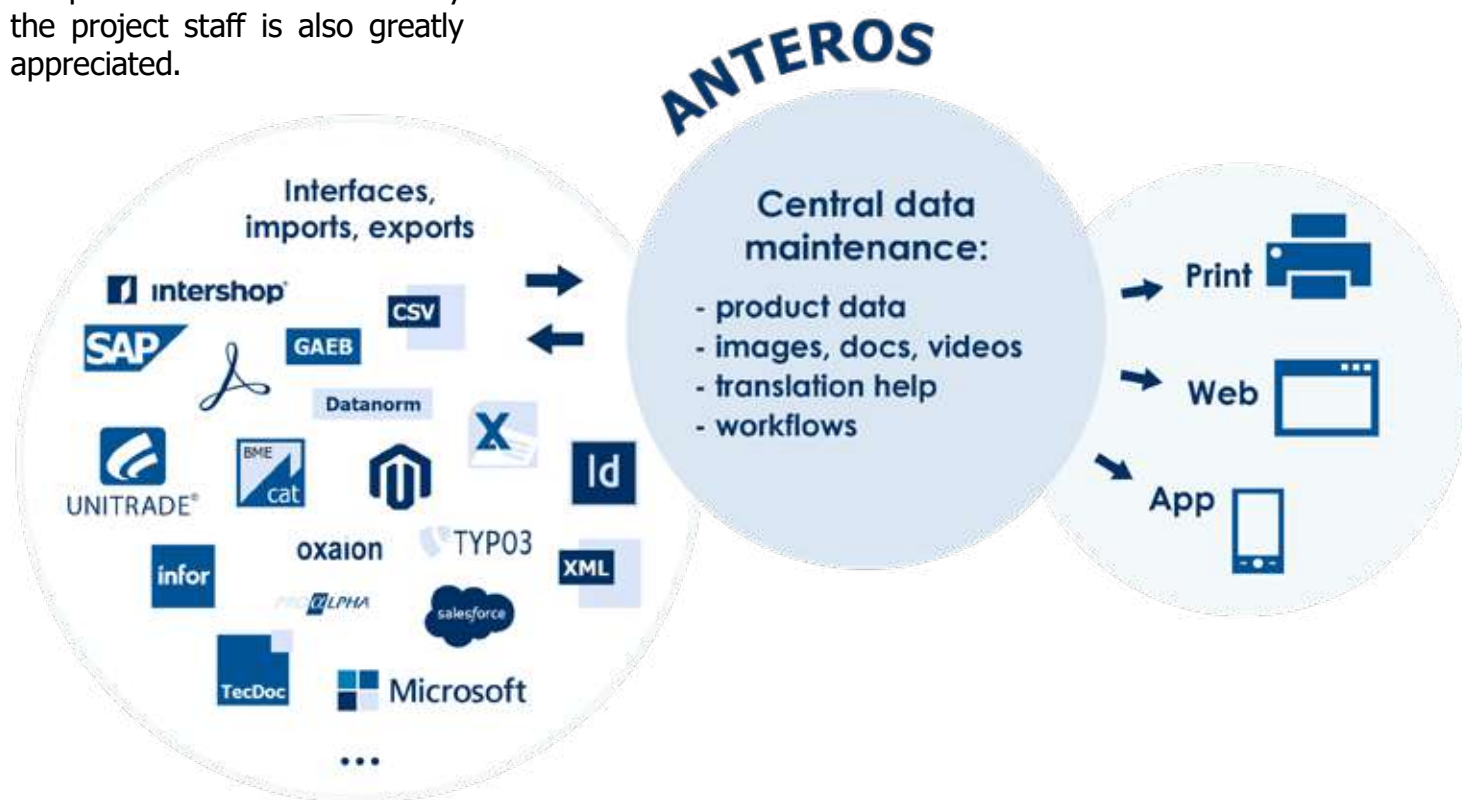 the project staff is also greatly
appreciated.
ANTEROS
Interfaces,
imports, exports
intershop®
CSV
SAP
GAEB
Datanorm
X
Id
UNITRADE®
BME
cat
oxaion
TYPO3
XML
infor
PROαLPHA
salesforce
TecDoc
Microsoft
...
Central data
maintenance:
- product data
- images, docs, videos
- translation help
- workflows
Print
Web
App